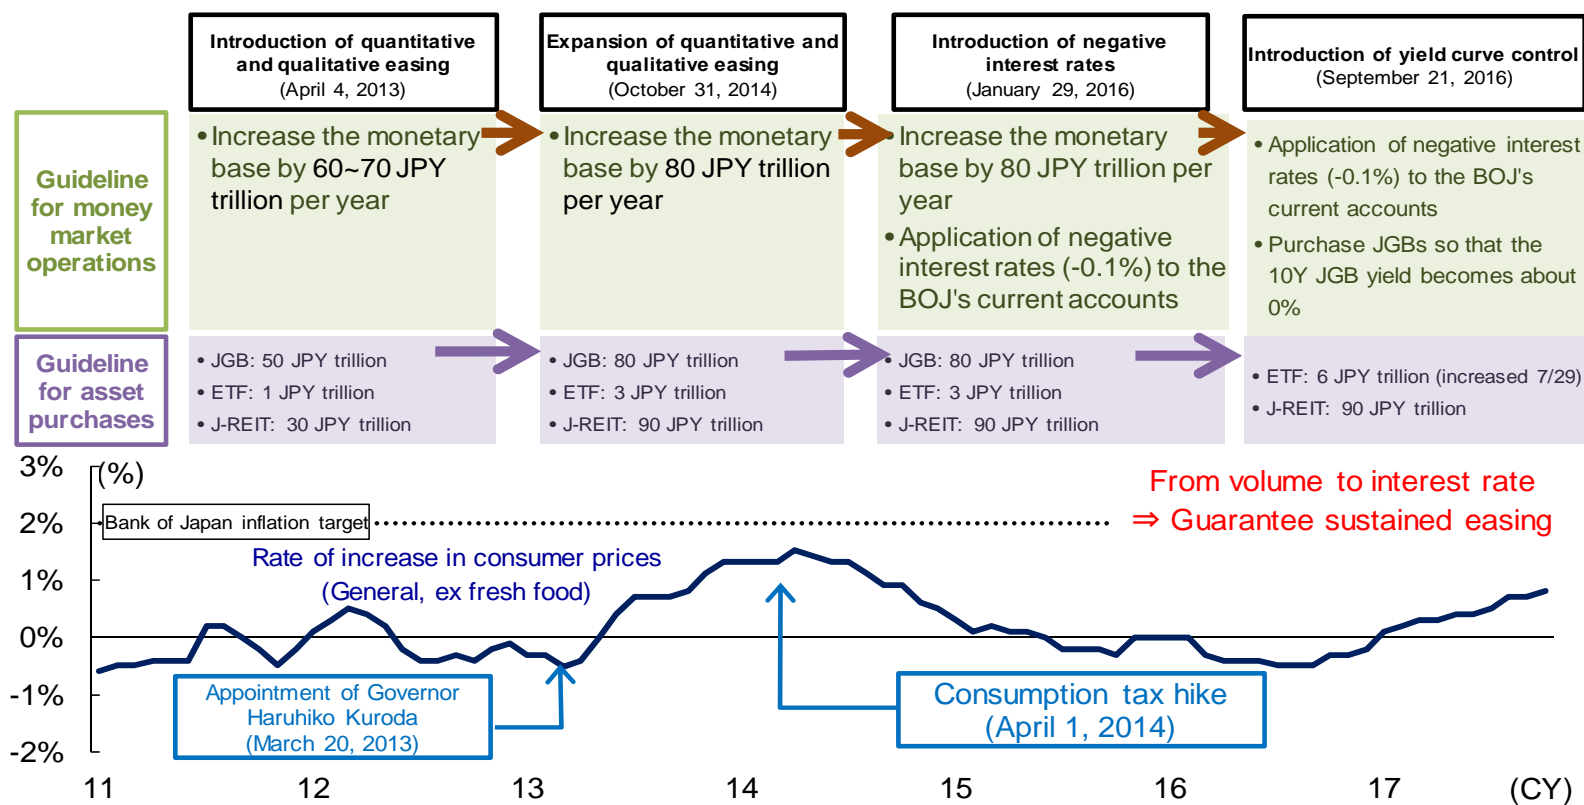 Introduction of quantitative
and qualitative easing
(April 4, 2013)
Expansion of quantitative and
qualitative easing
(October 31, 2014)
Introduction of negative
interest rates
(January 29, 2016)
Introduction of yield curve control
(September 21, 2016)
Guideline
for money
market
operations
• Increase the monetary
base by 60~70 JPY
trillion per year
• Increase the monetary
base by 80 JPY trillion
per year
• Increase the monetary
base by 80 JPY trillion per
year
• Application of negative
interest rates (-0.1%) to the
BOJ's current accounts
• Application of negative interest
rates (-0.1%) to the BOJ's
current accounts
• Purchase JGBs so that the
10Y JGB yield becomes about
0%
Guideline
for asset
purchases
• JGB: 50 JPY trillion
• ETF: 1 JPY trillion
• J-REIT: 30 JPY trillion
• JGB: 80 JPY trillion
• ETF: 3 JPY trillion
• J-REIT: 90 JPY trillion
• JGB: 80 JPY trillion
• ETF: 3 JPY trillion
• J-REIT: 90 JPY trillion
• ETF: 6 JPY trillion (increased 7/29)
• J-REIT: 90 JPY trillion
3%
(%)
2%
1%
0%
-1%
-2%
Bank of Japan inflation target
From volume to interest rate
⇒ Guarantee sustained easing
Rate of increase in consumer prices
(General, ex fresh food)
Appointment of Governor
Haruhiko Kuroda
(March 20, 2013)
Consumption tax hike
(April 1, 2014)
11
12
13
14
15
16
17
(CY)